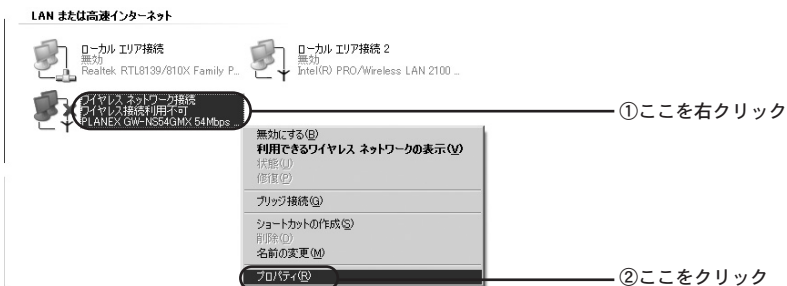 LAN または高速インターネット
ローカル エリア接続
無効
Realtek RTL8139/810X Family P...
ローカル エリア接続 2
無効
Intel(R) PRO/Wireless LAN 2100 ...
ワイヤレス ネットワーク接続
ワイヤレス接続利用不可
PLANEX GW-NS54GMX 54Mbps ...
①ここを右クリック
無効にする(B)
利用できるワイヤレス ネットワークの表示(V)
状態(U)
修復(P)
ブリッジ接続(G)
ショートカットの作成(S)
削除(D)
名前の変更(M)
プロパティ(R)
②ここをクリック